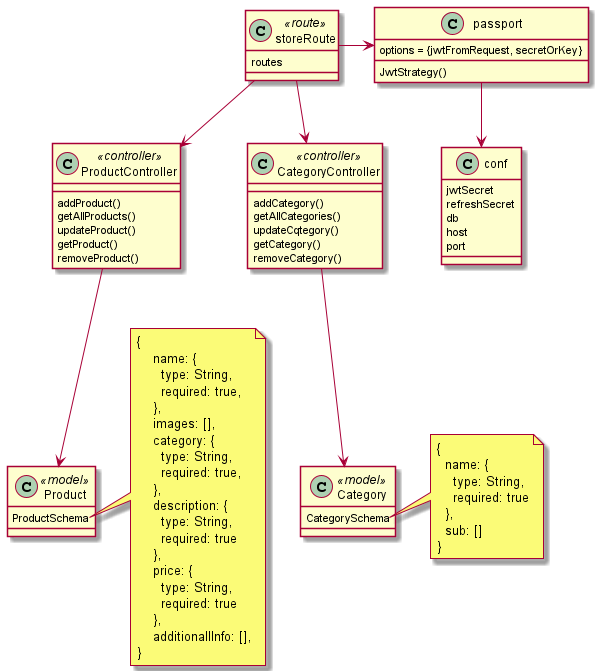 C «route»
storeRoute
routes
C passport
options = {jwtFromRequest, secretOrKey}
JwtStrategy()
C «controller»
ProductController
addProduct()
getAllProducts()
updateProduct()
getProduct()
removeProduct()
C «controller»
CategoryController
addCategory()
getAllCategories()
updateCqtegory()
getCategory()
removeCategory()
C conf
jwtSecret
refreshSecret
db
host
port
{
name: {
type: String,
required: true,
},
images: [],
category: {
type: String,
required: true,
},
description: {
type: String,
required: true
},
price: {
type: String,
required: true
},
additionallInfo: [],
}
C «model»
Product
ProductSchema
C «model»
Category
CategorySchema
{
name: {
type: String,
required: true
},
sub: []
}